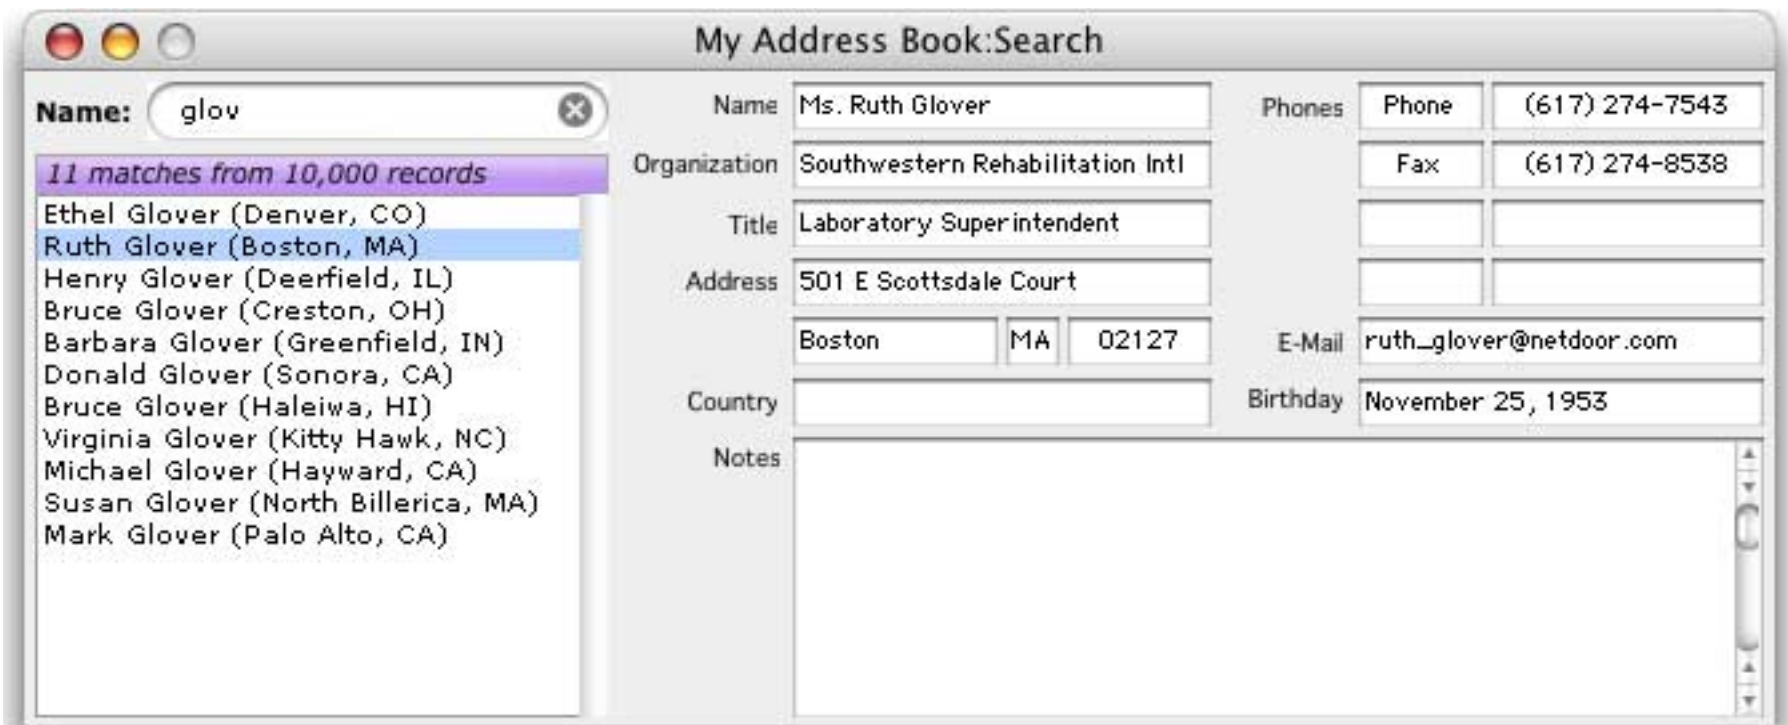 My Address Book:Search
Name: glov
11 matches from 10,000 records
Ethel Glover (Denver, CO)
Ruth Glover (Boston, MA)
Henry Glover (Deerfield, IL)
Bruce Glover (Creston, OH)
Barbara Glover (Greenfield, IN)
Donald Glover (Sonora, CA)
Bruce Glover (Haleiwa, HI)
Virginia Glover (Kitty Hawk, NC)
Michael Glover (Hayward, CA)
Susan Glover (North Billerica, MA)
Mark Glover (Palo Alto, CA)
Name Ms. Ruth Glover
Organization Southwestern Rehabilitation Intl
Title Laboratory Superintendent
Address 501 E Scottsdale Court
Boston MA 02127
Country
Notes
Phones Phone (617) 274-7543
Fax (617) 274-8538
E-Mail ruth_glover@netdoor.com
Birthday November 25, 1953